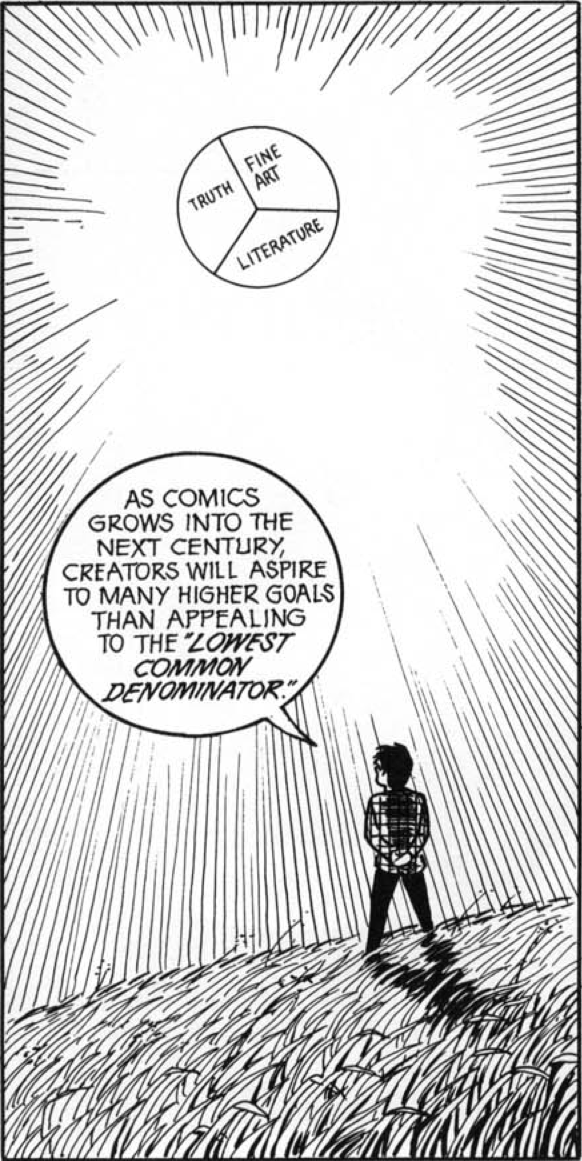 TRUTH
FINE
ART
LITERATURE
AS COMICS
GROWS INTO THE
NEXT CENTURY,
CREATORS WILL ASPIRE
TO MANY HIGHER GOALS
THAN APPEALING
TO THE "LOWEST
COMMON
DENOMINATOR."